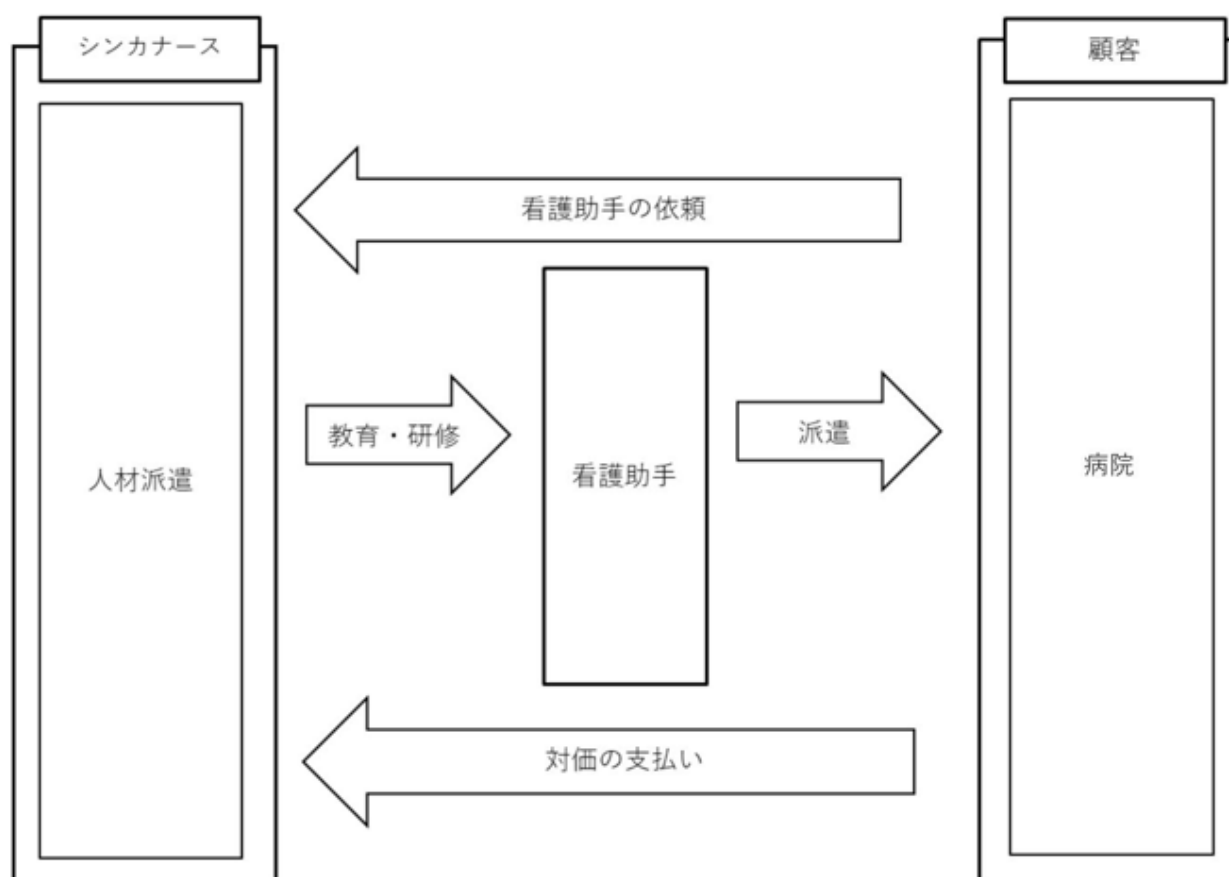 シンカナース
顧客
看護助手の依頼
教育・研修
派遣
人材派遣
看護助手
病院
対価の支払い